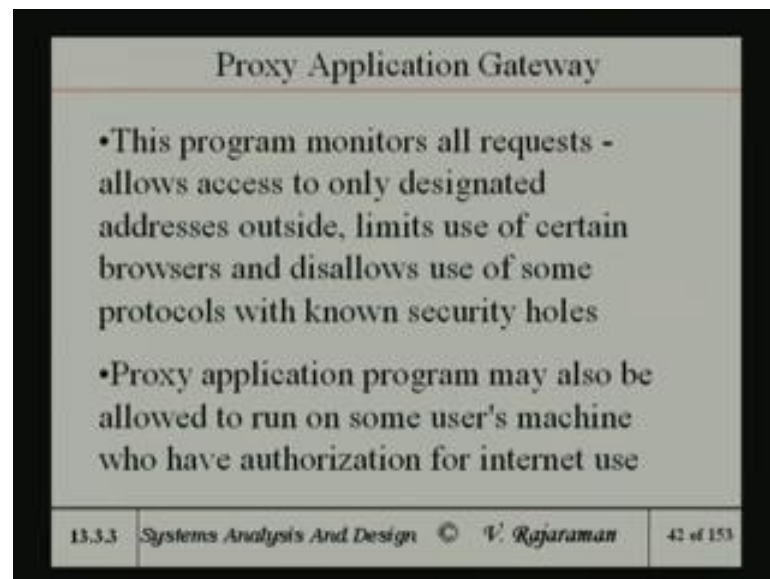 Proxy Application Gateway
•This program monitors all requests -
allows access to only designated
addresses outside, limits use of certain
browsers and disallows use of some
protocols with known security holes
•Proxy application program may also be
allowed to run on some user's machine
who have authorization for internet use
13.3.3 Systems Analysis And Design © V. Rajaraman 42 of 153